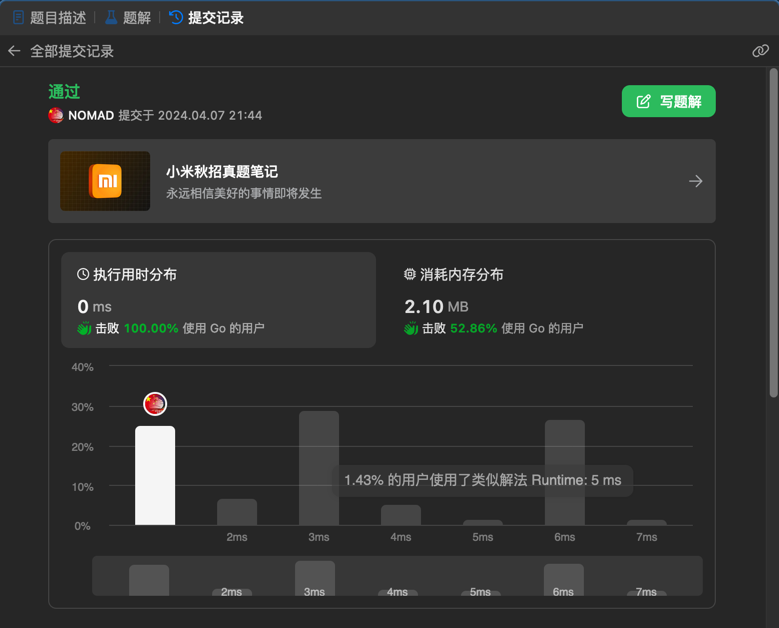 题目描述 题解 提交记录
全部提交记录
通过
NOMAD 提交于 2024.04.07 21:44
写题解
小米秋招真题笔记
永远相信美好的事情即将发生
执行用时分布
0 ms
击败 100.00% 使用 Go 的用户
消耗内存分布
2.10 MB
击败 52.86% 使用 Go 的用户
40%
30%
20%
10%
0%
1.43% 的用户使用了类似解法 Runtime: 5 ms
2ms 3ms 4ms 5ms 6ms 7ms
2ms 3ms 4ms 5ms 6ms 7ms